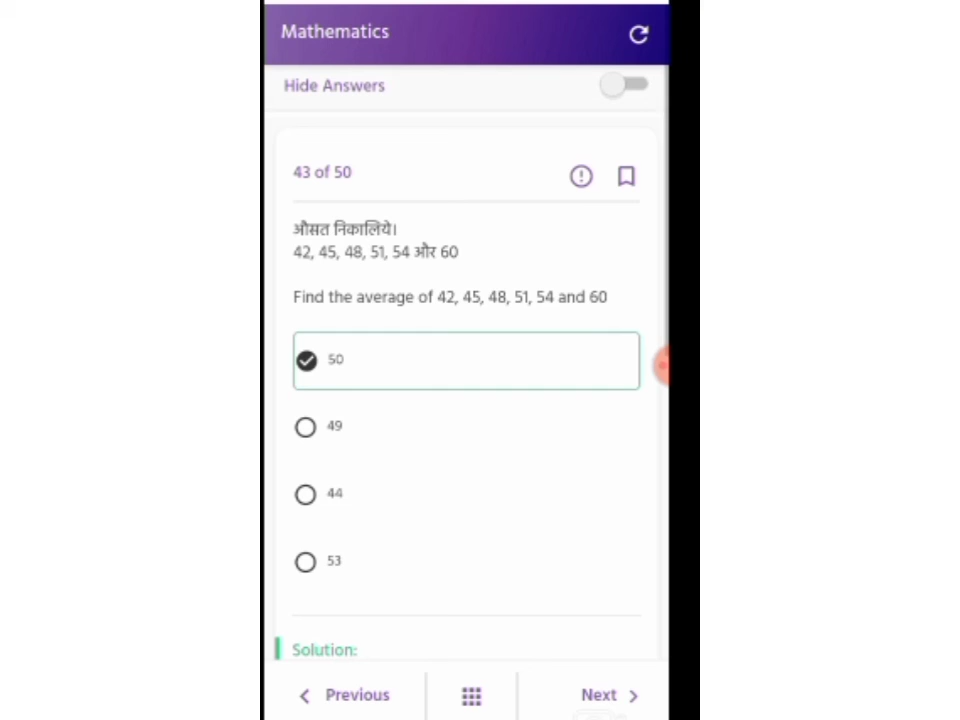 Mathematics
Hide Answers
43 of 50
औसत निकालिये।
42, 45, 48, 51, 54 और 60
Find the average of 42, 45, 48, 51, 54 and 60
50
49
44
53
Solution:
Previous
Next